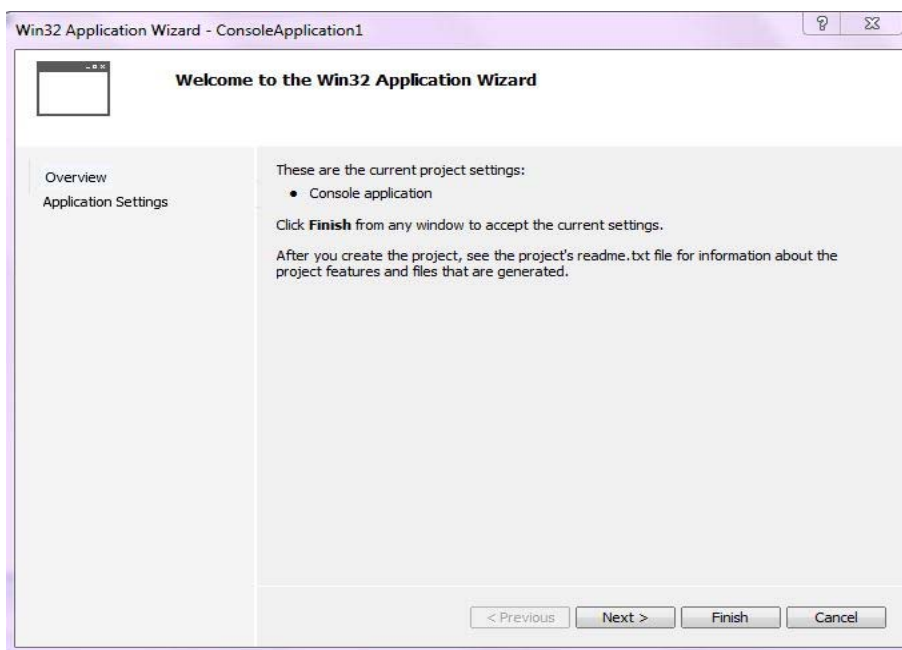 Win32 Application Wizard - ConsoleApplication1
Welcome to the Win32 Application Wizard
Overview
Application Settings
These are the current project settings:
• Console application
Click Finish from any window to accept the current settings.
After you create the project, see the project's readme.txt file for information about the
project features and files that are generated.
< Previous
Next >
Finish
Cancel